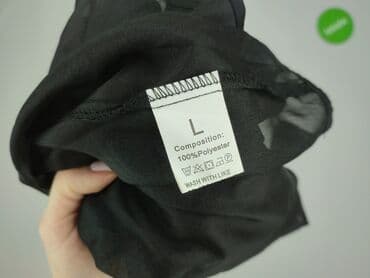 L
Composition:
100%Polyester
WASH WITH LIKE